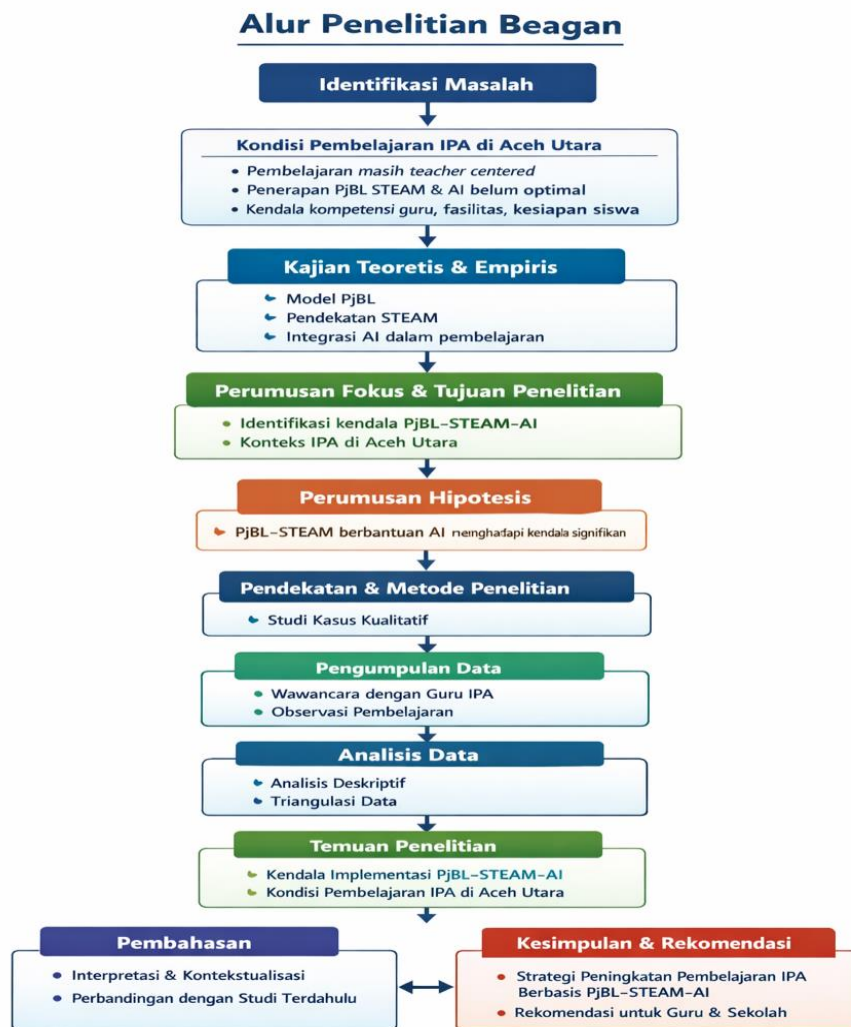 Alur Penelitian Beagan
Identifikasi Masalah
Kondisi Pembelajaran IPA di Aceh Utara
• Pembelajaran masih teacher centered
• Penerapan PjBL STEAM & AI belum optimal
• Kendala kompetensi guru, fasilitas, kesiapan siswa
Kajian Teoretis & Empiris
Model PjBL
Pendekatan STEAM
Integrasi AI dalam pembelajaran
Perumusan Fokus & Tujuan Penelitian
• Identifikasi kendala PjBL–STEAM–AI
• Konteks IPA di Aceh Utara
Perumusan Hipotesis
PjBL–STEAM berbantuan AI menghadapi kendala signifikan
Pendekatan & Metode Penelitian
Studi Kasus Kualitatif
Pengumpulan Data
• Wawancara dengan Guru IPA
• Observasi Pembelajaran
Analisis Data
Analisis Deskriptif
Triangulasi Data
Temuan Penelitian
Kendala Implementasi PjBL–STEAM–AI
Kondisi Pembelajaran IPA di Aceh Utara
Pembahasan
• Interpretasi & Kontekstualisasi
• Perbandingan dengan Studi Terdahulu
Kesimpulan & Rekomendasi
• Strategi Peningkatan Pembelajaran IPA
Berbasis PjBL–STEAM–AI
• Rekomendasi untuk Guru & Sekolah